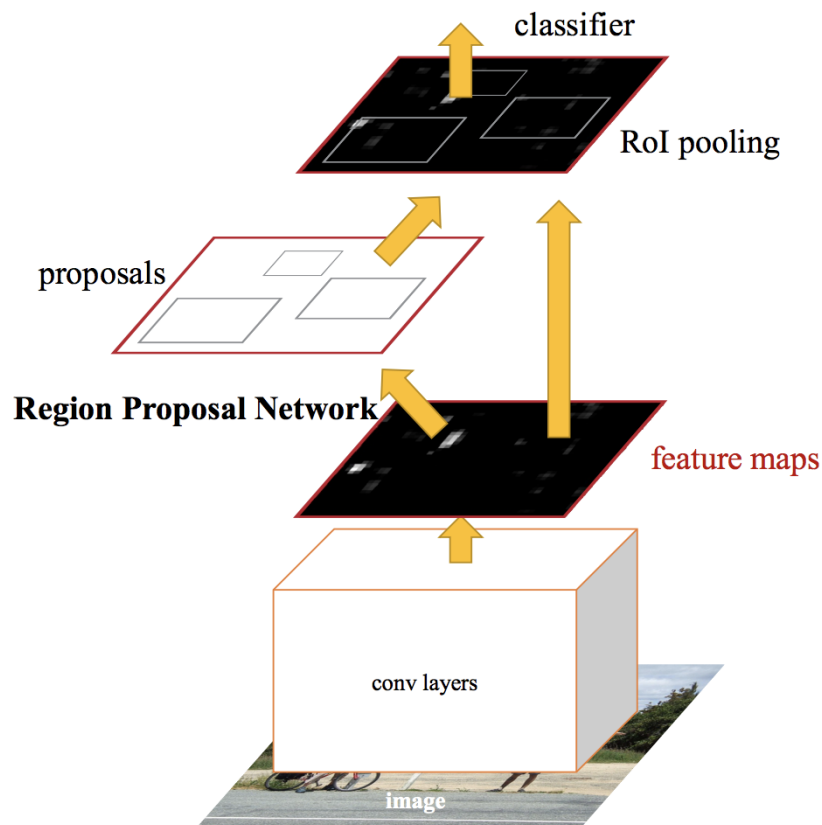 classifier
RoI pooling
proposals
Region Proposal Network
feature maps
conv layers
image